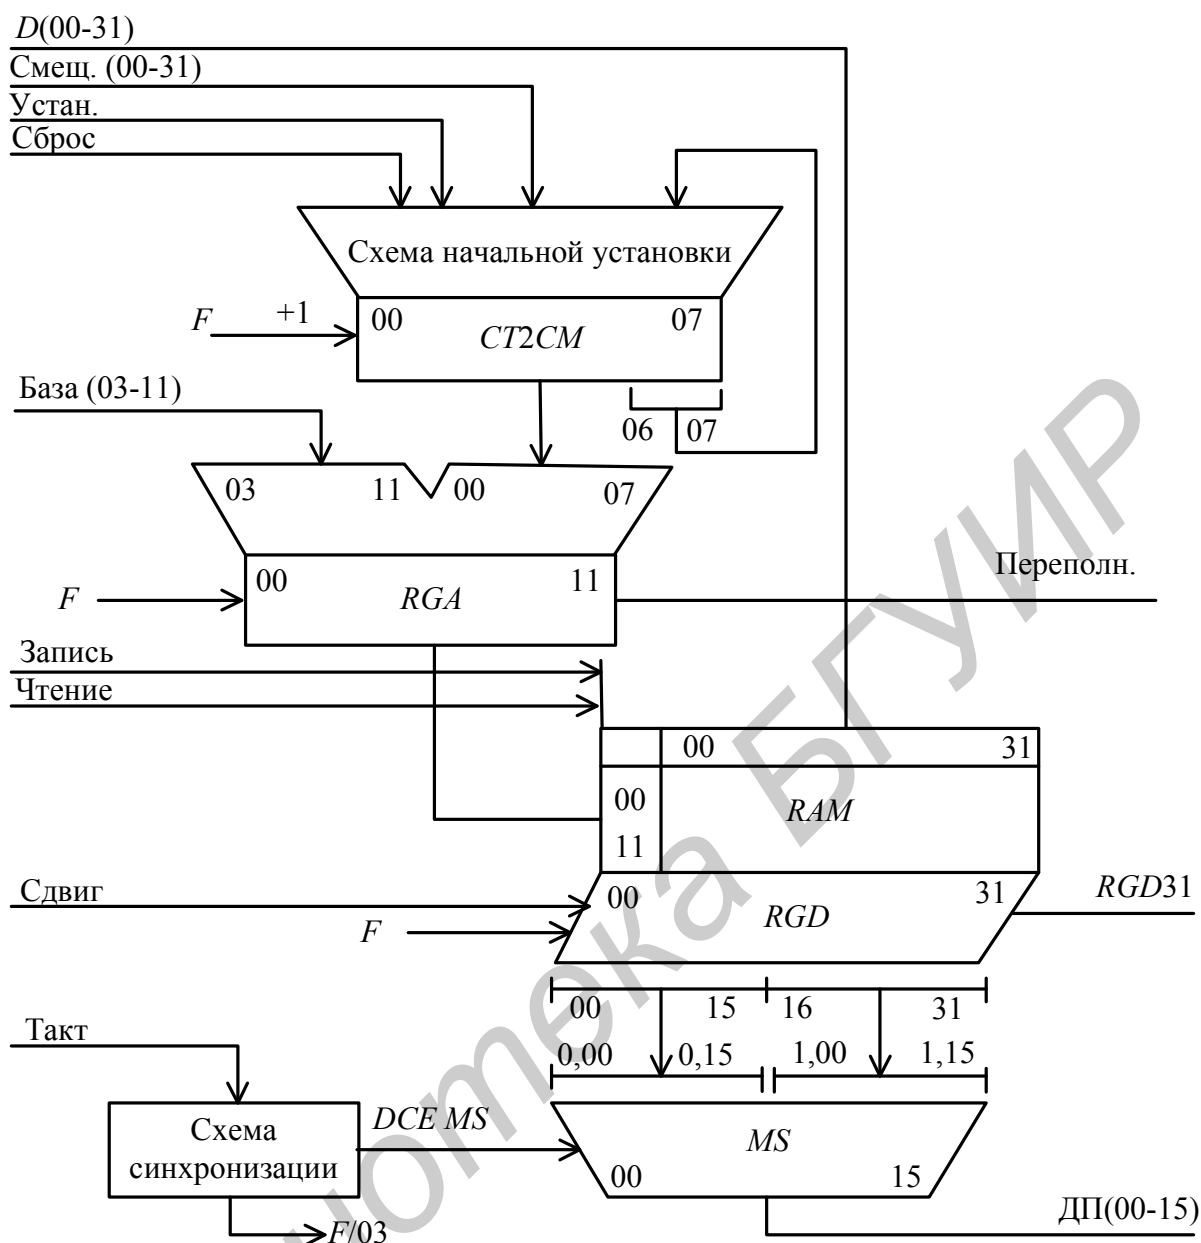 D(00-31)
Смещ. (00-31)
Устан.
Сброс
Схема начальной установки
F +1 00 07
CT2CM
База (03-11)
06 07
03 11 00 07
00 11
F RGA
Переполн.
Запись
Чтение
00 31
00
RAM
11
Сдвиг
00 31
RGD31
F RGD
00 15 16 31
Такт
0,00 0,15 1,00 1,15
Схема
синхронизации
DCE MS
MS
00 15
F/03
ДП(00-15)
отека БГУИР